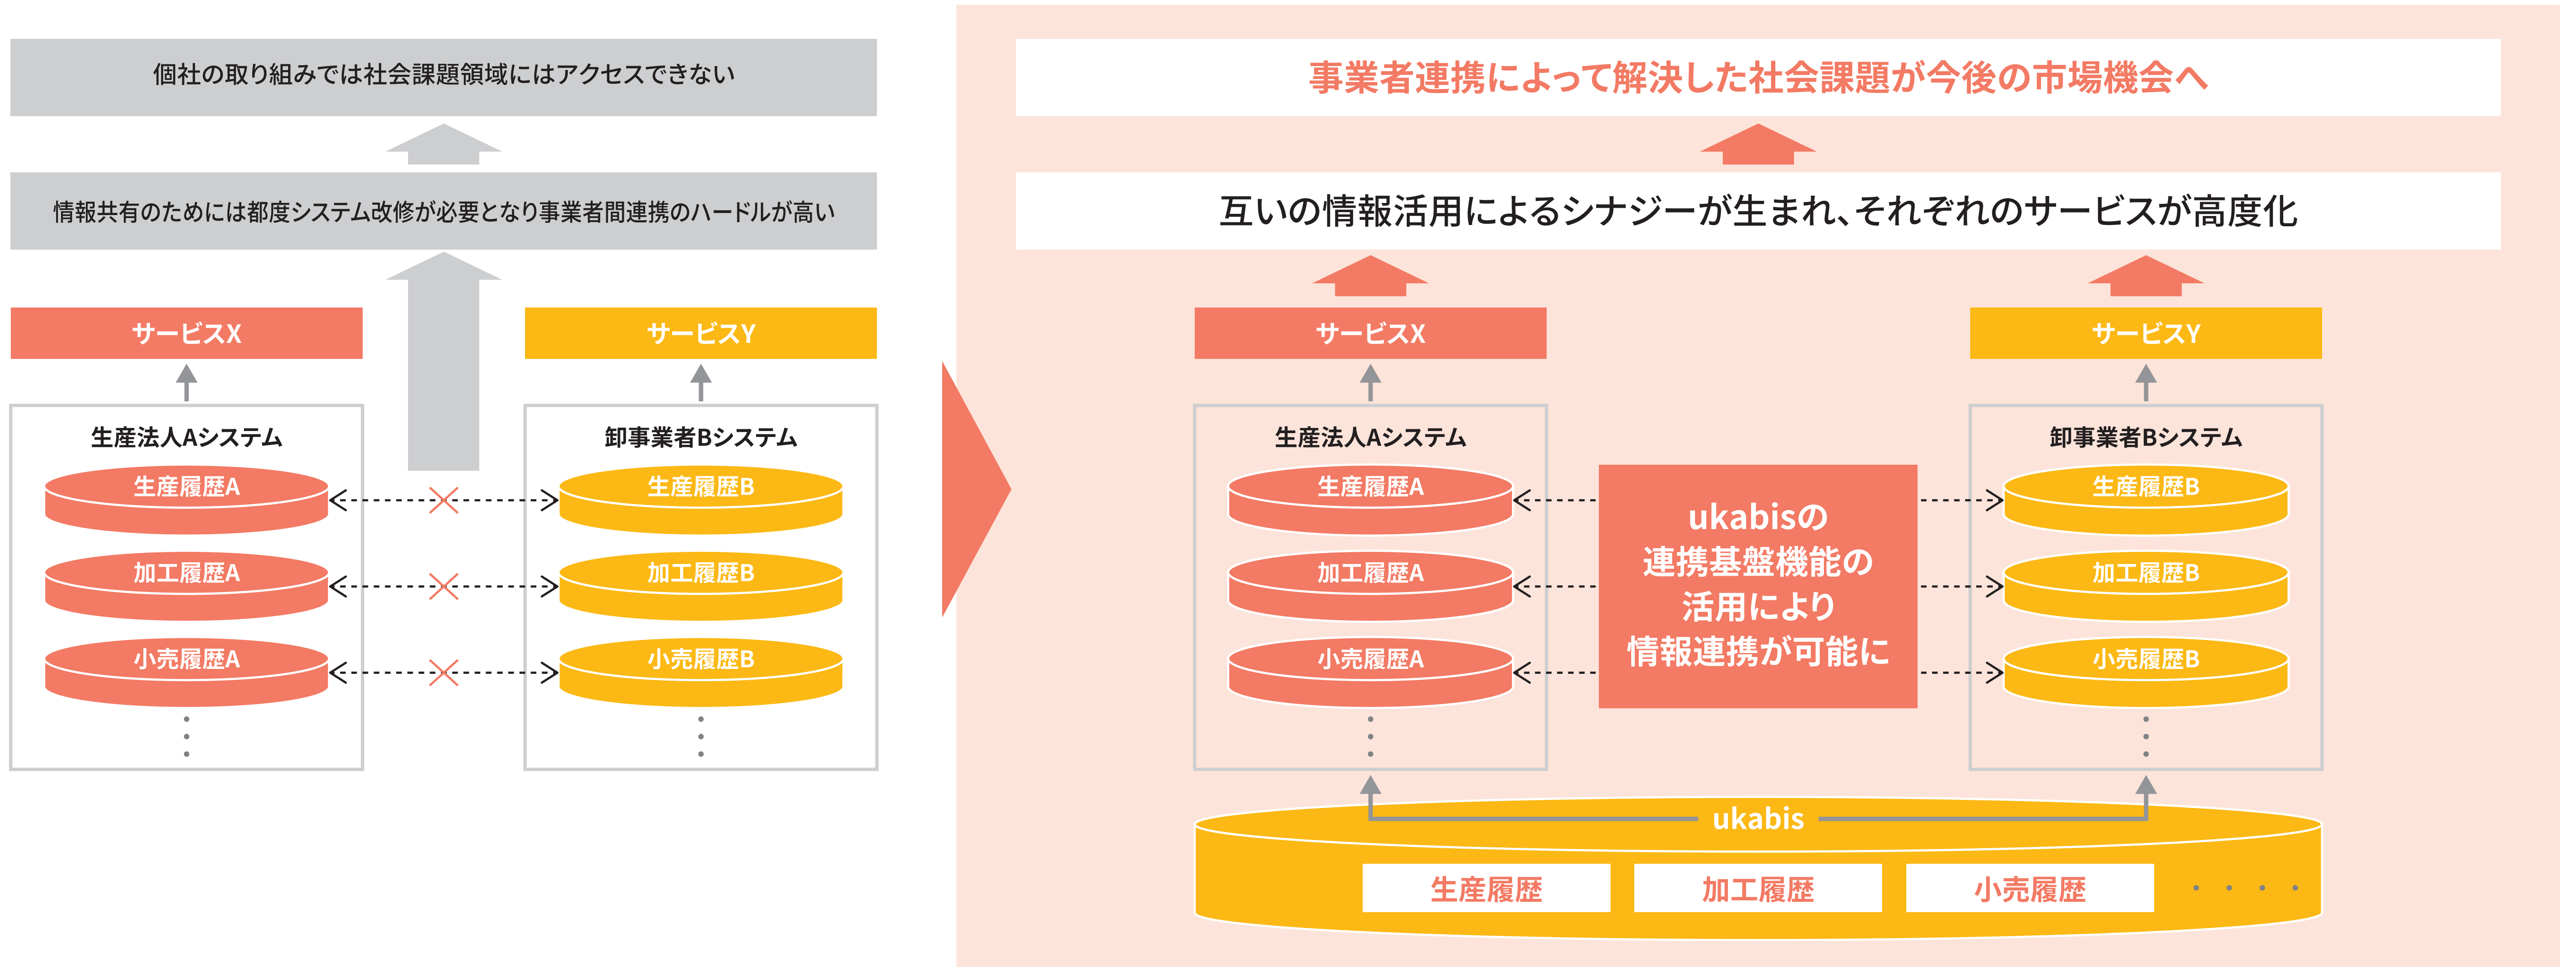 個社の取り組みでは社会課題領域にはアクセスできない
情報共有のためには都度システム改修が必要となり事業者間連携のハードルが高い
サービスX
サービスY
生産法人Aシステム
卸事業者Bシステム
生産履歴A
生産履歴B
加工履歴A
加工履歴B
小売履歴A
小売履歴B
事業者連携によって解決した社会課題が今後の市場機会へ
互いの情報活用によるシナジーが生まれ、それぞれのサービスが高度化
サービスX
サービスY
生産法人Aシステム
卸事業者Bシステム
生産履歴A
加工履歴A
小売履歴A
ukabisの
連携基盤機能の
活用により
情報連携が可能に
生産履歴B
加工履歴B
小売履歴B
ukabis
生産履歴
加工履歴
小売履歴